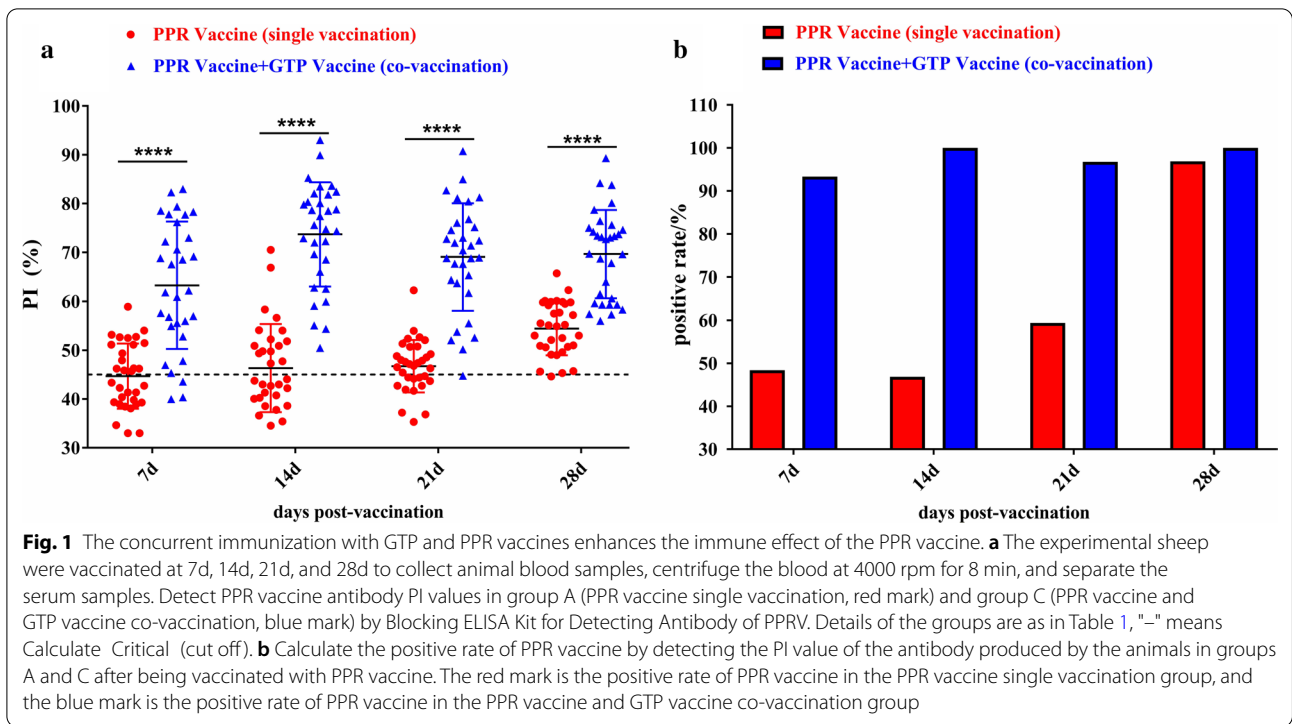 a
PPR Vaccine (single vaccination)
PPR Vaccine+GTP Vaccine (co-vaccination)
PI (%)
100
90
80
70
60
50
40
30
****
****
****
****
7d
14d
21d
28d
days post-vaccination
b
PPR Vaccine (single vaccination)
PPR Vaccine+GTP Vaccine (co-vaccination)
positive rate/%
110
100
90
80
70
60
50
40
30
7d
14d
21d
28d
days post-vaccination
Fig. 1 The concurrent immunization with GTP and PPR vaccines enhances the immune effect of the PPR vaccine. a The experimental sheep
were vaccinated at 7d, 14d, 21d, and 28d to collect animal blood samples, centrifuge the blood at 4000 rpm for 8 min, and separate the
serum samples. Detect PPR vaccine antibody PI values in group A (PPR vaccine single vaccination, red mark) and group C (PPR vaccine and
GTP vaccine co-vaccination, blue mark) by Blocking ELISA Kit for Detecting Antibody of PPRV. Details of the groups are as in Table 1, "–" means
Calculate Critical (cut off). b Calculate the positive rate of PPR vaccine by detecting the PI value of the antibody produced by the animals in groups
A and C after being vaccinated with PPR vaccine. The red mark is the positive rate of PPR vaccine in the PPR vaccine single vaccination group, and
the blue mark is the positive rate of PPR vaccine in the PPR vaccine and GTP vaccine co-vaccination group